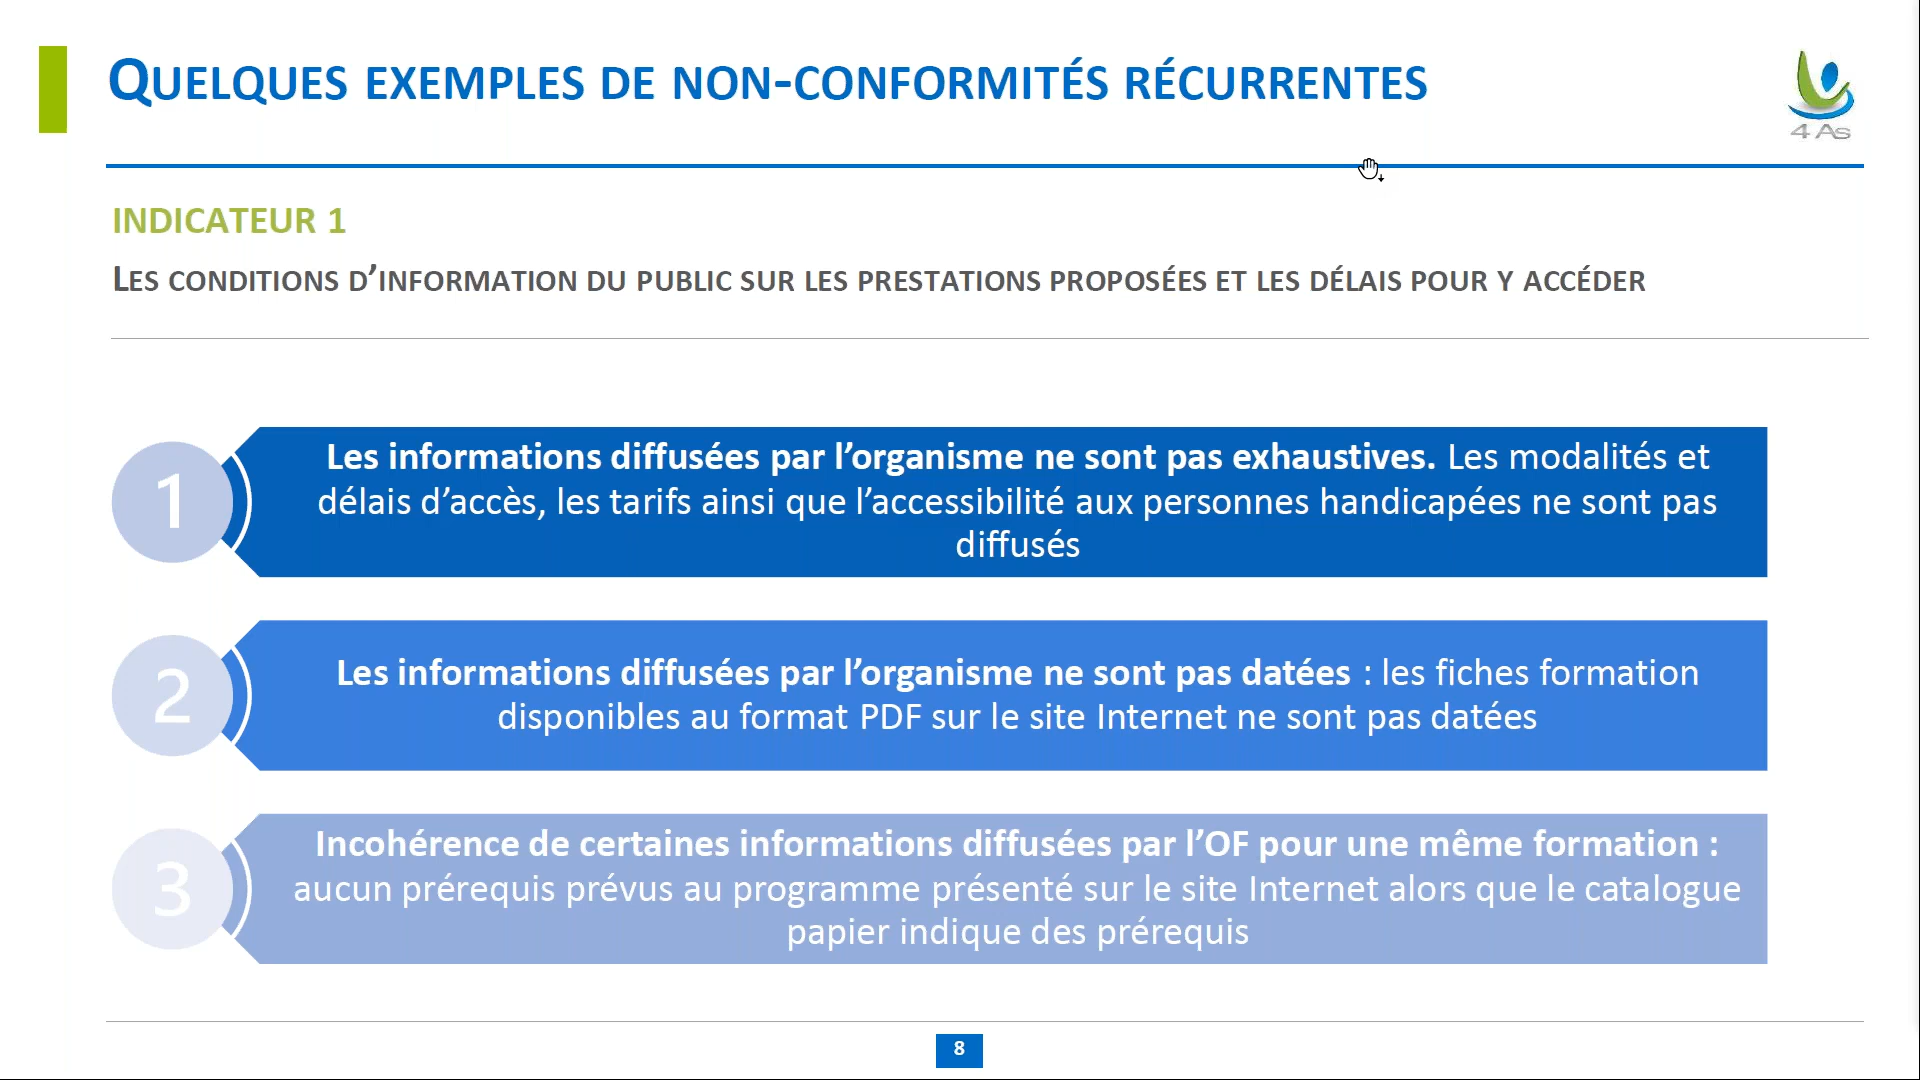 QUELQUES EXEMPLES DE NON-CONFORMITÉS RÉCURRENTES
4 As
INDICATEUR 1
LES CONDITIONS D’INFORMATION DU PUBLIC SUR LES PRESTATIONS PROPOSÉES ET LES DÉLAIS POUR Y ACCÉDER
1
Les informations diffusées par l’organisme ne sont pas exhaustives. Les modalités et
délais d’accès, les tarifs ainsi que l’accessibilité aux personnes handicapées ne sont pas
diffusés
2
Les informations diffusées par l’organisme ne sont pas datées : les fiches formation
disponibles au format PDF sur le site Internet ne sont pas datées
3
Incohérence de certaines informations diffusées par l’OF pour une même formation :
aucun prérequis prévus au programme présenté sur le site Internet alors que le catalogue
papier indique des prérequis
8